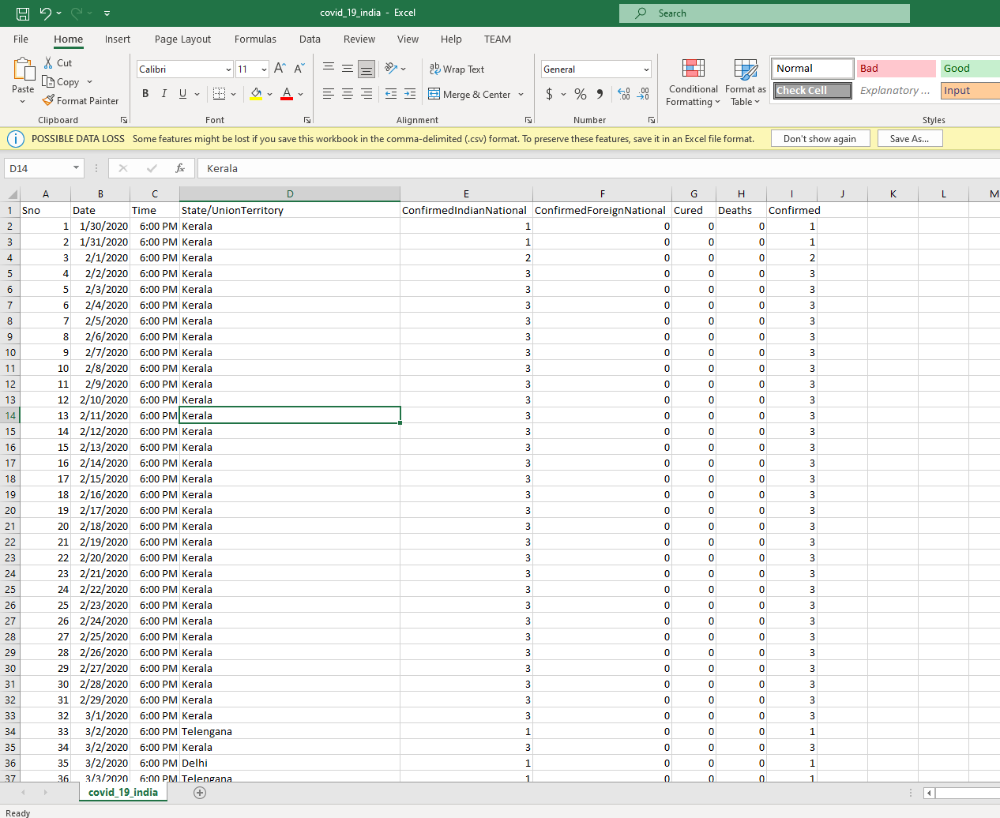 covid_19_india - Excel
Search
File Home Insert Page Layout Formulas Data Review View Help TEAM
Paste
Cut
Copy
Format Painter
Clipboard
Calibri 11 A A
B I U A
Font
ab Wrap Text
Merge & Center
Alignment
General
$ % 9
Number
Conditional Formatting
Format as Table
Normal Bad Good
Check Cell Explanatory ... Input
Styles
POSSIBLE DATA LOSS Some features might be lost if you save this workbook in the comma-delimited (.csv) format. To preserve these features, save it in an Excel file format. Don't show again Save As...
D14 fx Kerala
A B C D E F G H I J K L M
1 Sno Date Time State/UnionTerritory ConfirmedIndianNational ConfirmedForeignNational Cured Deaths Confirmed
2 1 1/30/2020 6:00 PM Kerala 1 0 0 0 1
3 2 1/31/2020 6:00 PM Kerala 1 0 0 0 1
4 3 2/1/2020 6:00 PM Kerala 2 0 0 0 2
5 4 2/2/2020 6:00 PM Kerala 3 0 0 0 3
6 5 2/3/2020 6:00 PM Kerala 3 0 0 0 3
7 6 2/4/2020 6:00 PM Kerala 3 0 0 0 3
8 7 2/5/2020 6:00 PM Kerala 3 0 0 0 3
9 8 2/6/2020 6:00 PM Kerala 3 0 0 0 3
10 9 2/7/2020 6:00 PM Kerala 3 0 0 0 3
11 10 2/8/2020 6:00 PM Kerala 3 0 0 0 3
12 11 2/9/2020 6:00 PM Kerala 3 0 0 0 3
13 12 2/10/2020 6:00 PM Kerala 3 0 0 0 3
14 13 2/11/2020 6:00 PM Kerala 3 0 0 0 3
15 14 2/12/2020 6:00 PM Kerala 3 0 0 0 3
16 15 2/13/2020 6:00 PM Kerala 3 0 0 0 3
17 16 2/14/2020 6:00 PM Kerala 3 0 0 0 3
18 17 2/15/2020 6:00 PM Kerala 3 0 0 0 3
19 18 2/16/2020 6:00 PM Kerala 3 0 0 0 3
20 19 2/17/2020 6:00 PM Kerala 3 0 0 0 3
21 20 2/18/2020 6:00 PM Kerala 3 0 0 0 3
22 21 2/19/2020 6:00 PM Kerala 3 0 0 0 3
23 22 2/20/2020 6:00 PM Kerala 3 0 0 0 3
24 23 2/21/2020 6:00 PM Kerala 3 0 0 0 3
25 24 2/22/2020 6:00 PM Kerala 3 0 0 0 3
26 25 2/23/2020 6:00 PM Kerala 3 0 0 0 3
27 26 2/24/2020 6:00 PM Kerala 3 0 0 0 3
28 27 2/25/2020 6:00 PM Kerala 3 0 0 0 3
29 28 2/26/2020 6:00 PM Kerala 3 0 0 0 3
30 29 2/27/2020 6:00 PM Kerala 3 0 0 0 3
31 30 2/28/2020 6:00 PM Kerala 3 0 0 0 3
32 31 2/29/2020 6:00 PM Kerala 3 0 0 0 3
33 32 3/1/2020 6:00 PM Kerala 3 0 0 0 3
34 33 3/2/2020 6:00 PM Telengana 1 0 0 0 1
35 34 3/2/2020 6:00 PM Kerala 3 0 0 0 3
36 35 3/2/2020 6:00 PM Delhi 1 0 0 0 1
37 36 3/3/2020 6:00 PM Telengana 1 0 0 0 1
covid_19_india
Ready